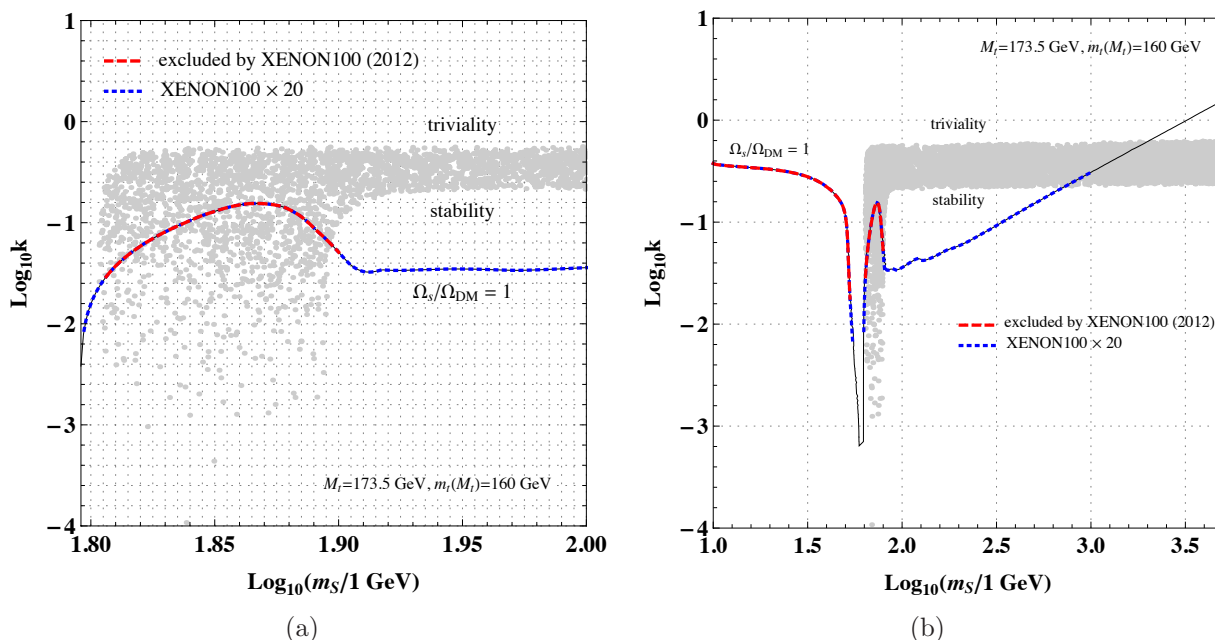 excluded by XENON100 (2012)
XENON100 × 20
triviality
stability
Ωₛ/Ω_DM = 1
Mₜ=173.5 GeV, mₜ(Mₜ)=160 GeV
Log₁₀k
1
0
−1
−2
−3
−4
1.80 1.85 1.90 1.95 2.00
Log₁₀(m_S/1 GeV)
(a)
Mₜ=173.5 GeV, mₜ(Mₜ)=160 GeV
triviality
Ωₛ/Ω_DM = 1
stability
excluded by XENON100 (2012)
XENON100 × 20
Log₁₀k
1
0
−1
−2
−3
−4
1.0 1.5 2.0 2.5 3.0 3.5
Log₁₀(m_S/1 GeV)
(b)